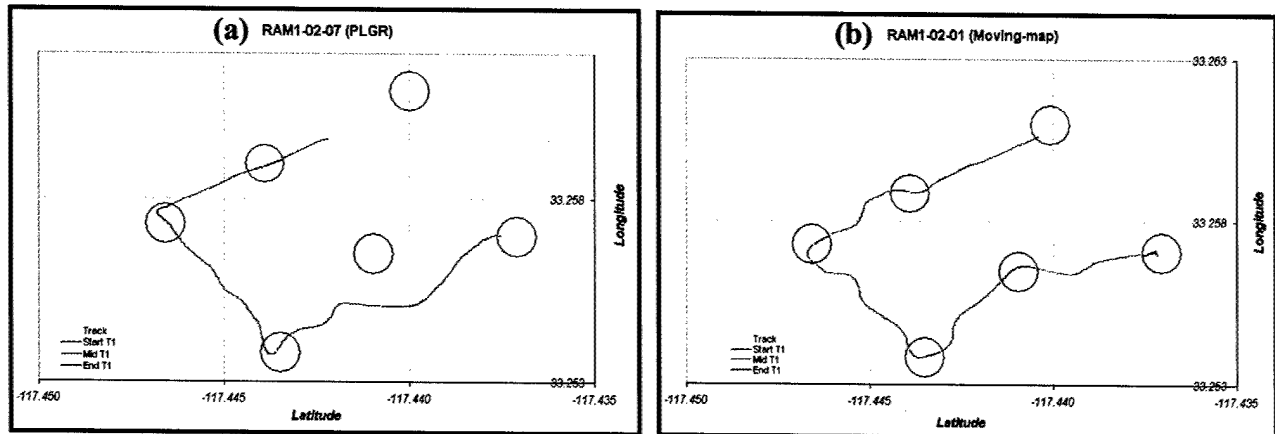 (a) RAM1-02-07 (PLGR)
33.258
Longitude
Track
Start T1
Mid T1
End T1
33.253
-117.450
-117.445
-117.440
-117.435
Latitude
(b) RAM1-02-01 (Moving-map)
33.263
33.258
Longitude
Track
Start T1
Mid T1
End T1
33.253
-117.450
-117.445
-117.440
-117.435
Latitude